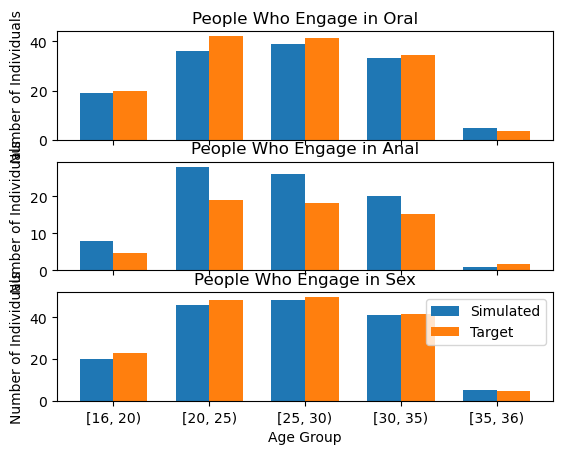 People Who Engage in Oral
Number of Individuals
40
20
0
People Who Engage in Anal
Number of Individuals
20
10
0
People Who Engage in Sex
Number of Individuals
40
20
0
Simulated
Target
[16, 20)
[20, 25)
[25, 30)
[30, 35)
[35, 36)
Age Group